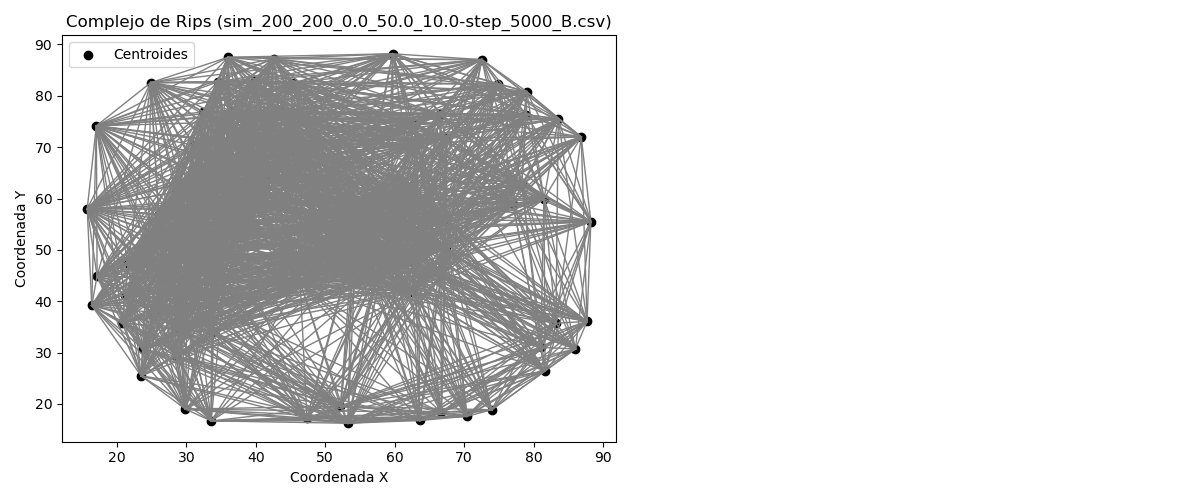 Complejo de Rips (sim_200_200_0.0_50.0_10.0-step_5000_B.csv)
Centroides
90
80
70
60
50
40
30
20
Coordenada Y
20 30 40 50 60 70 80 90
Coordenada X